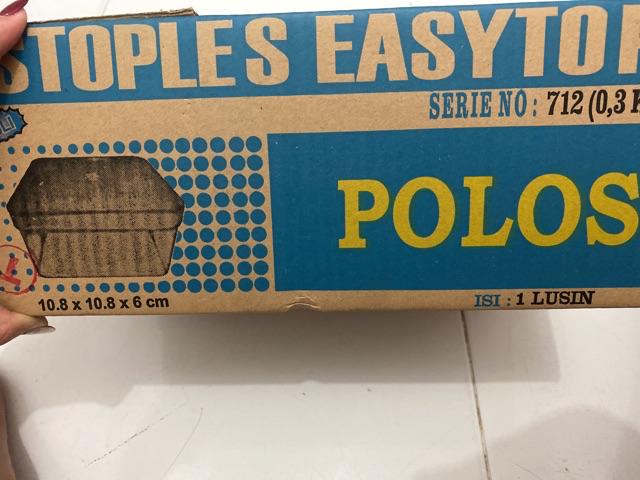 STOPLES EASYTO
SERIE NO: 712 (0,3
POLOS
10.8 x 10.8 x 6 cm
ISI : 1 LUSIN